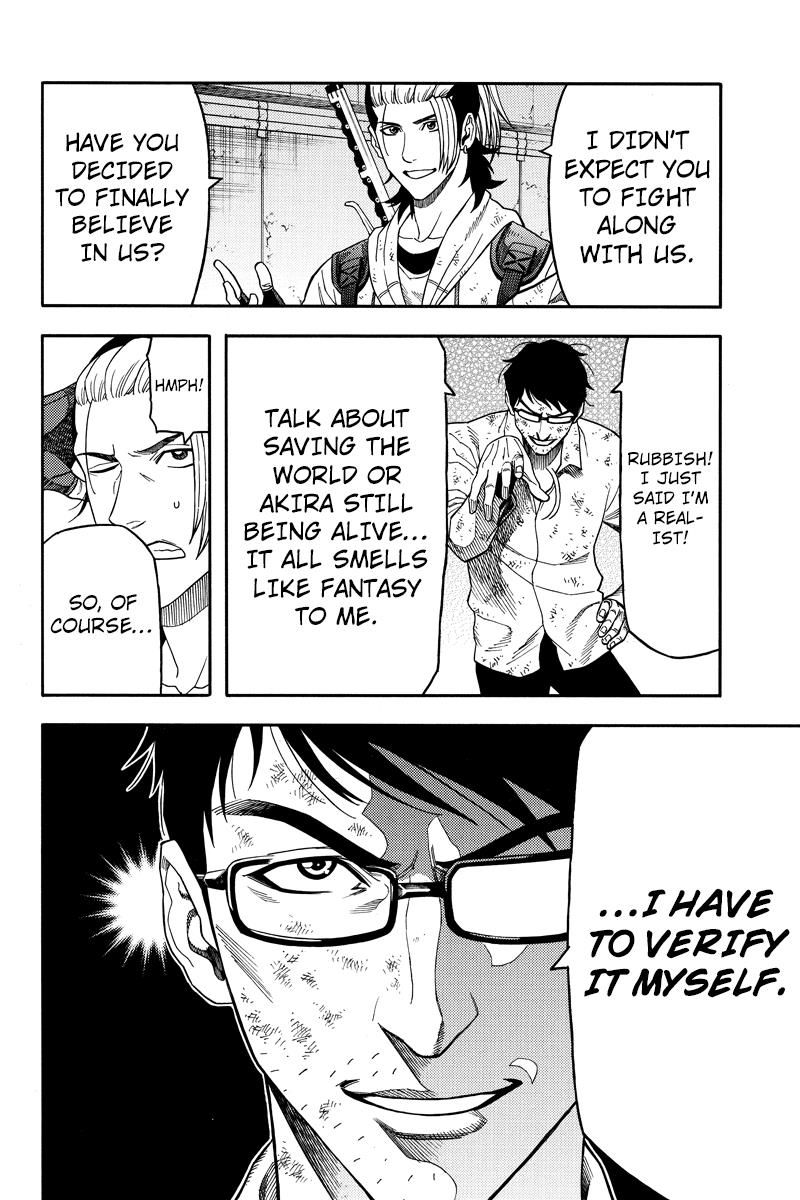 I DIDN'T
EXPECT YOU
TO FIGHT
ALONG
WITH US.
HAVE YOU
DECIDED
TO FINALLY
BELIEVE
IN US?
RUBBISH!
I JUST
SAID I'M
A REAL-
IST!
TALK ABOUT
SAVING THE
WORLD OR
AKIRA STILL
BEING ALIVE...
IT ALL SMELLS
LIKE FANTASY
TO ME.
HMPH!
SO, OF
COURSE...
...I HAVE
TO VERIFY
IT MYSELF.